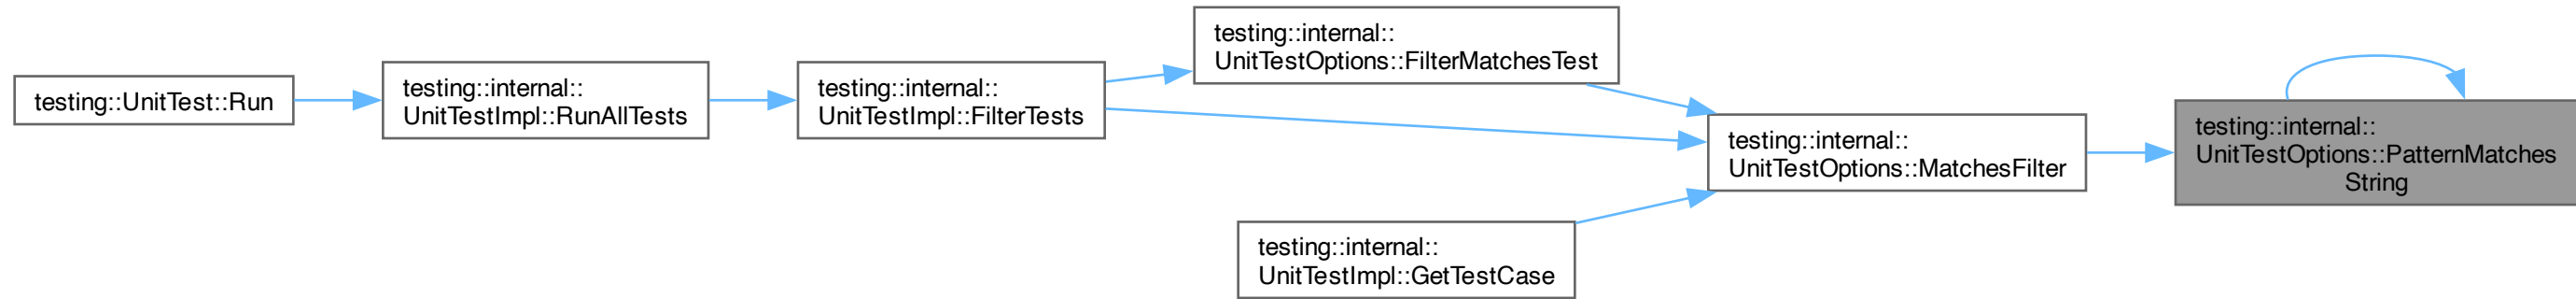 testing::UnitTest::Run
testing::internal::
UnitTestImpl::RunAllTests
testing::internal::
UnitTestImpl::FilterTests
testing::internal::
UnitTestOptions::FilterMatchesTest
testing::internal::
UnitTestImpl::GetTestCase
testing::internal::
UnitTestOptions::MatchesFilter
testing::internal::
UnitTestOptions::PatternMatches
String